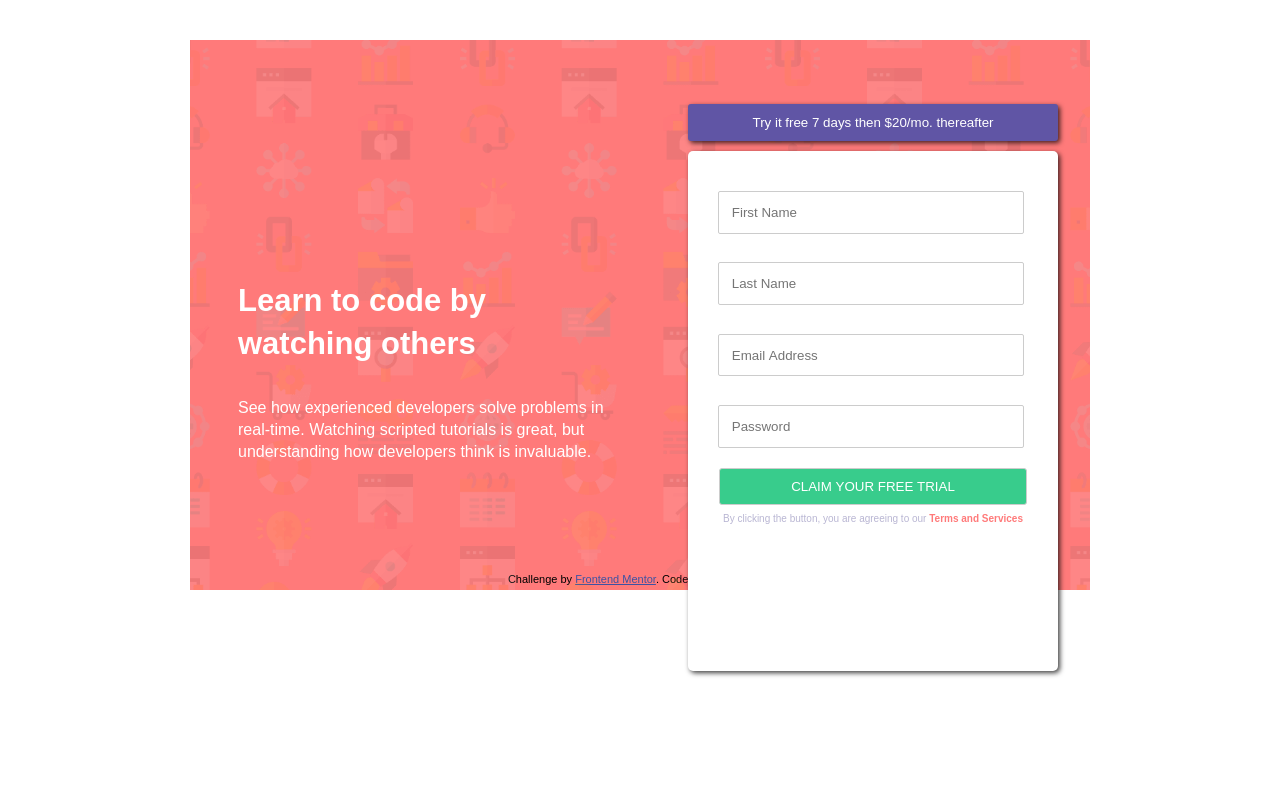 Try it free 7 days then $20/mo. thereafter
Learn to code by
watching others
See how experienced developers solve problems in
real-time. Watching scripted tutorials is great, but
understanding how developers think is invaluable.
First Name
Last Name
Email Address
Password
CLAIM YOUR FREE TRIAL
By clicking the button, you are agreeing to our Terms and Services
Challenge by Frontend Mentor. Code